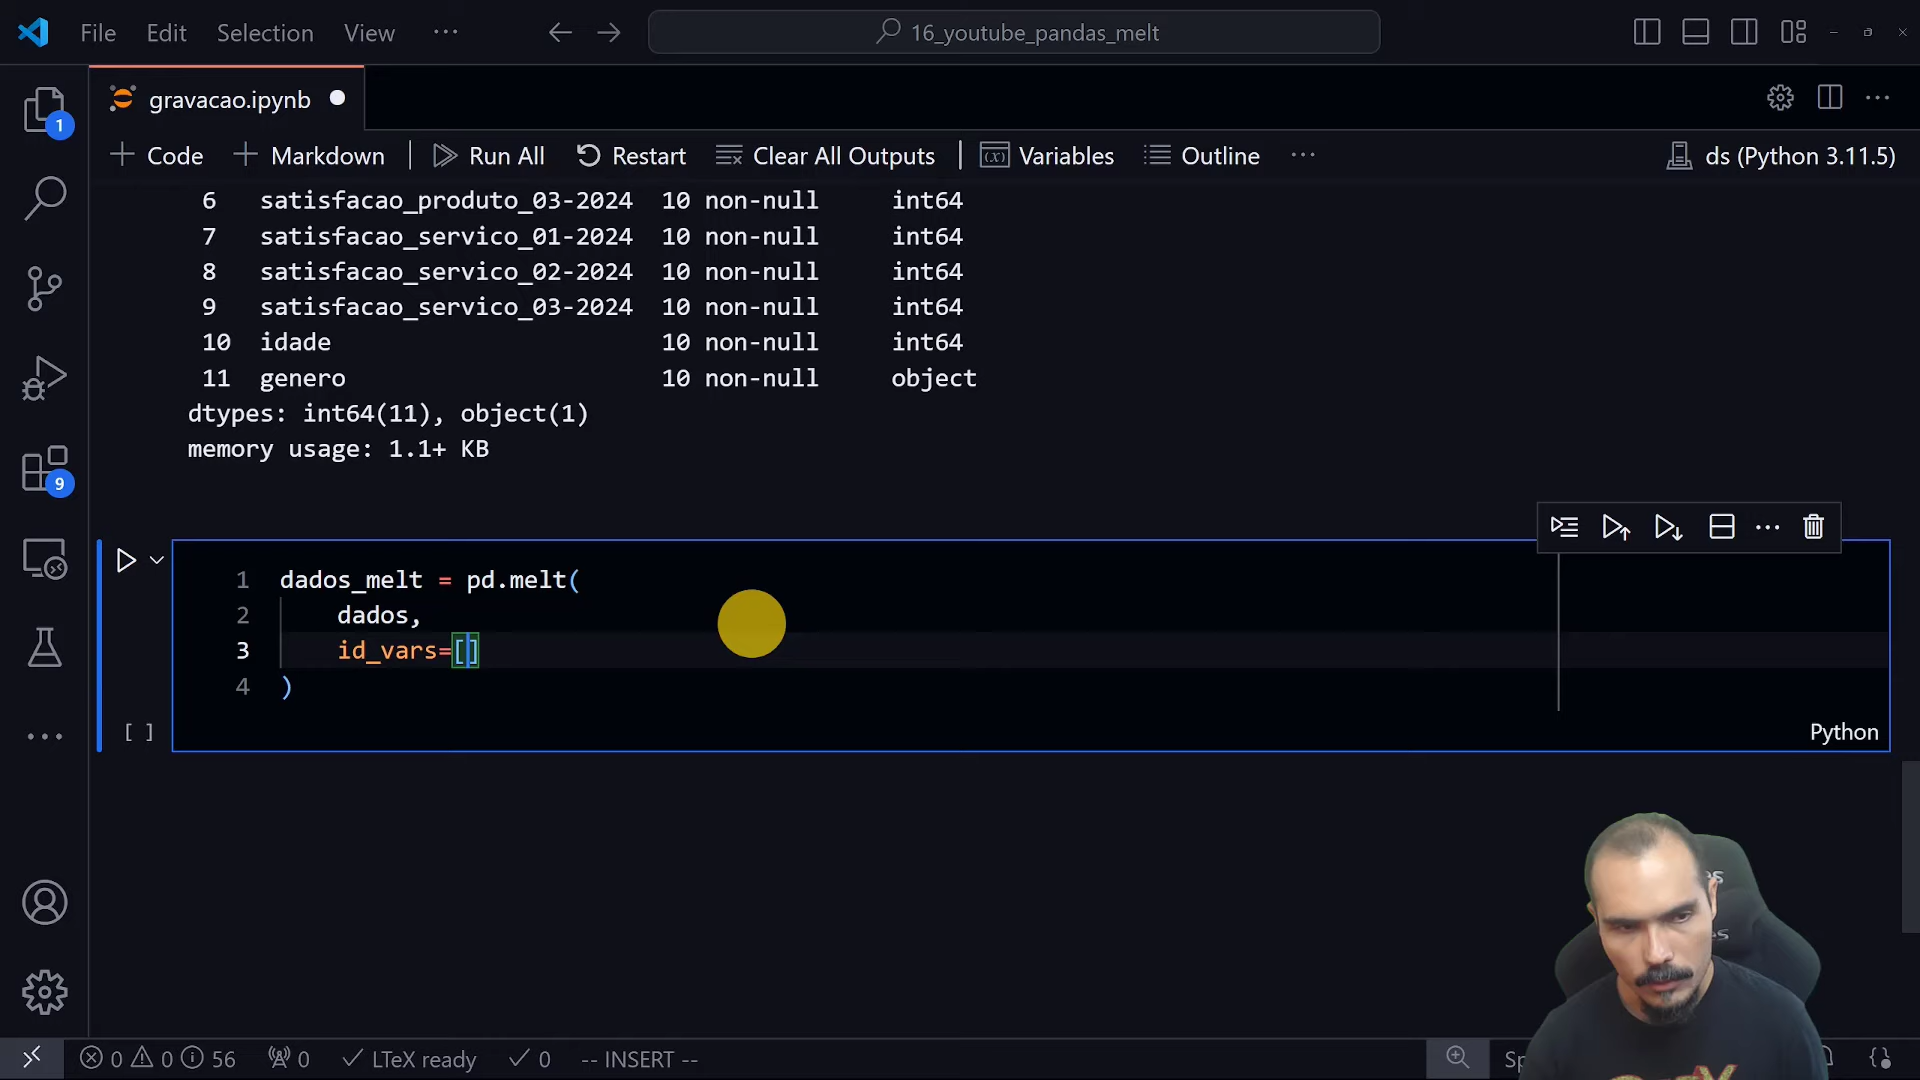 File Edit Selection View ··· 16_youtube_pandas_melt
gravacao.ipynb
1
+ Code + Markdown Run All Restart Clear All Outputs Variables Outline ··· ds (Python 3.11.5)
6 satisfacao_produto_03-2024 10 non-null int64
7 satisfacao_servico_01-2024 10 non-null int64
8 satisfacao_servico_02-2024 10 non-null int64
9 satisfacao_servico_03-2024 10 non-null int64
10 idade 10 non-null int64
11 genero 10 non-null object
dtypes: int64(11), object(1)
memory usage: 1.1+ KB
9
1 dados_melt = pd.melt(
2 dados,
3 id_vars=[]
4 )
[ ] Python
0 0 56 0 LTeX ready 0 -- INSERT --